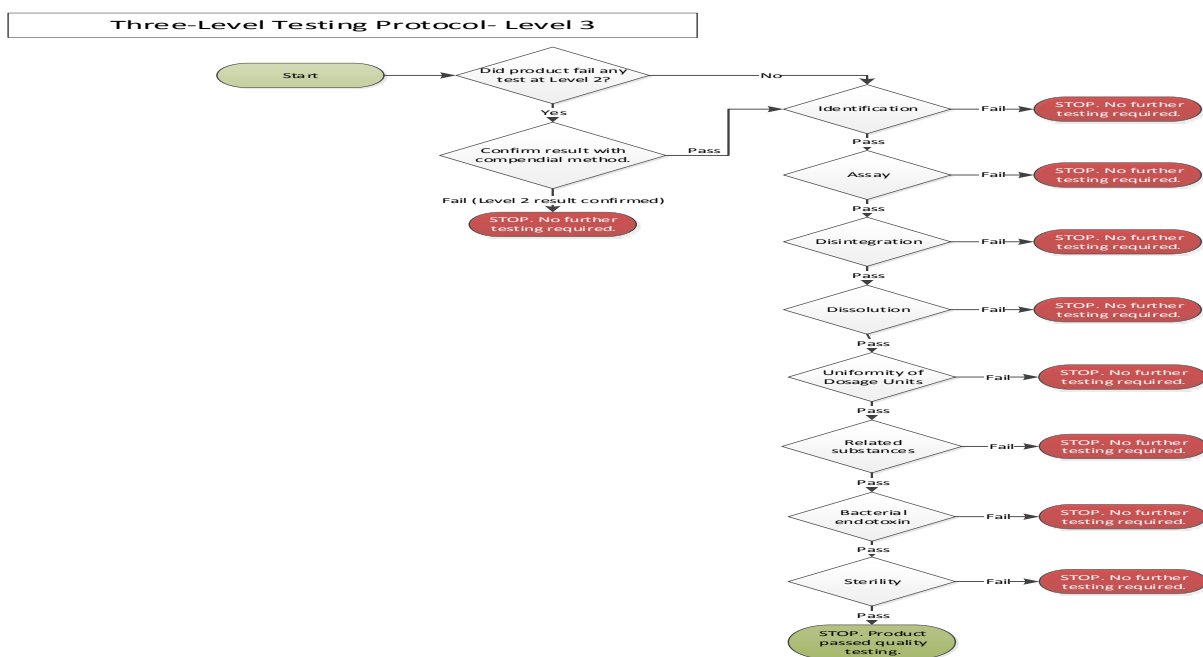 Three-Level Testing Protocol- Level 3
Start
Did product fail any
test at Level 2?
No
Yes
Confirm result with
compendial method.
Pass
Fail (Level 2 result confirmed)
STOP. No further
testing required.
Identification
Fail
STOP. No further
testing required.
Pass
Assay
Fail
STOP. No further
testing required.
Pass
Disintegration
Fail
STOP. No further
testing required.
Pass
Dissolution
Fail
STOP. No further
testing required.
Pass
Uniformity of
Dosage Units
Fail
STOP. No further
testing required.
Pass
Related
substances
Fail
STOP. No further
testing required.
Pass
Bacterial
endotoxin
Fail
STOP. No further
testing required.
Pass
Sterility
Fail
STOP. No further
testing required.
Pass
STOP. Product
passed quality
testing.